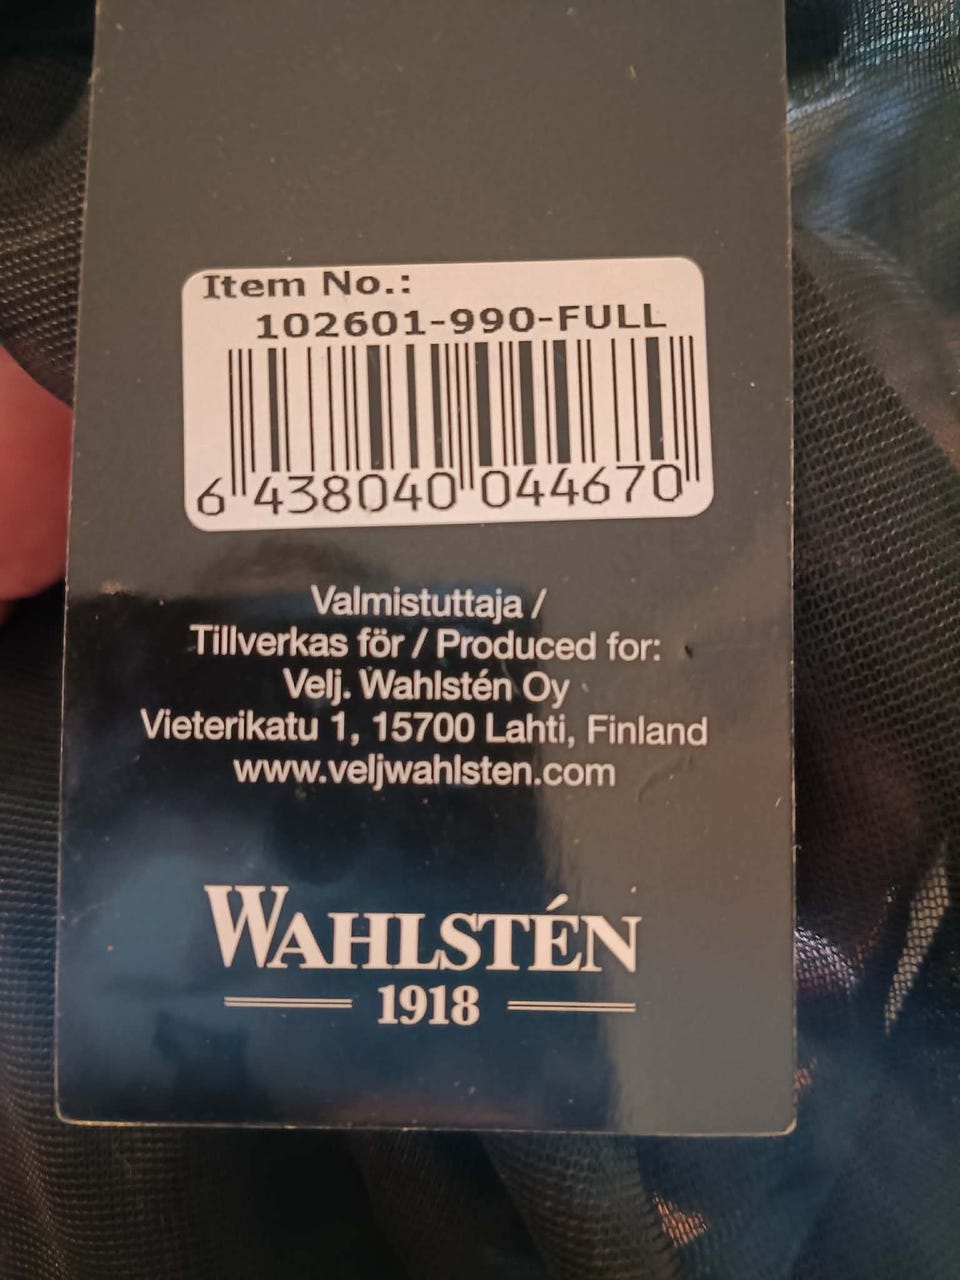 Item No.:
102601-990-FULL
6 438040 044670
Valmistuttaja /
Tillverkas för / Produced for:
Velj. Wahlstén Oy
Vieterikatu 1, 15700 Lahti, Finland
www.veljwahlsten.com
WAHLSTÉN
1918